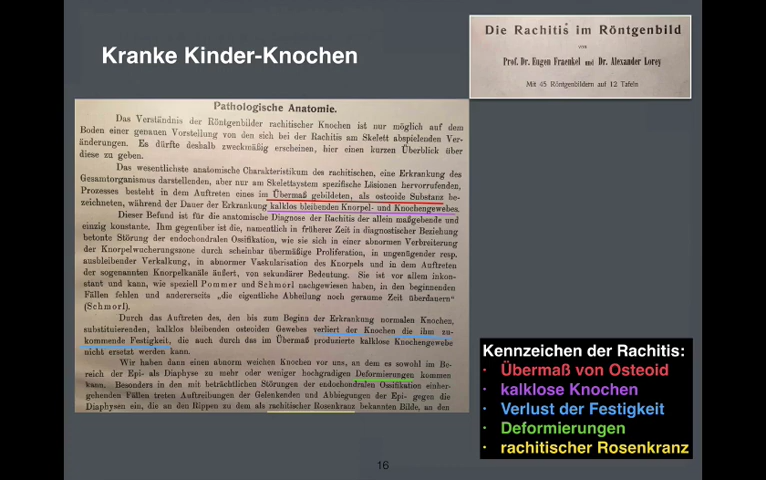 Kranke Kinder-Knochen
Die Rachitis im Röntgenbild
von
Prof. Dr. Eugen Fraenkel und Dr. Alexander Lorey
Mit 45 Röntgenbildern auf 12 Tafeln
Pathologische Anatomie.
Das Verständnis der Röntgenbilder rachitischer Knochen ist nur möglich auf dem
Boden einer genauen Vorstellung von den sich bei der Rachitis am Skelett abspielenden Ver-
änderungen. Es dürfte deshalb zweckmäßig erscheinen, hier einen kurzen Überblick über
diese zu geben.
Das wesentlichste anatomische Charakteristikum des rachitischen, eine Erkrankung des
Gesamtorganismus darstellenden, aber nur am Skelettsystem spezifische Läsionen hervorrufenden,
Prozesses besteht in dem Auftreten eines im Übermaß gebildeten, als osteoide Substanz be-
zeichneten, während der Dauer der Erkrankung kalklos bleibenden Knorpel- und Knochengewebes.
Dieser Befund ist für die anatomische Diagnose der Rachitis der allein maßgebende und
einzig konstante. Ihm gegenüber ist die, namentlich in früherer Zeit in diagnostischer Beziehung
betonte Störung der endochondralen Ossifikation, wie sie sich in einer abnormen Verbreiterung
der Knorpelwucherungszone durch scheinbar übermäßige Proliferation, in ungenügender resp.
ausbleibender Verkalkung, in abnormer Vaskularisation des Knorpels und in dem Auftreten
der sogenannten Knorpelkanäle äußert, von sekundärer Bedeutung. Sie ist vor allem inkon-
stant und kann, wie speziell Pommer und Schmorl nachgewiesen haben, in den beginnenden
Fällen fehlen und andererseits „die eigentliche Abheilung noch geraume Zeit überdauern“
(Schmorl).
Durch das Auftreten des, den bis zum Beginn der Erkrankung normalen Knochen,
substituierenden, kalklos bleibenden osteoiden Gewebes verliert der Knochen die ihm zu-
kommende Festigkeit, die auch durch das im Übermaß produzierte kalklose Knochengewebe
nicht ersetzt werden kann.
Wir haben dann einen abnorm weichen Knochen vor uns, an dem es sowohl im Be-
reich der Epi- als Diaphyse zu mehr oder weniger hochgradigen Deformierungen kommen
kann. Besonders in den mit beträchtlichen Störungen der endochondralen Ossifikation einher-
gehenden Fällen treten Auftreibungen der Gelenkenden und Abbiegungen der Epi- gegen die
Diaphysen ein, die an den Rippen zu dem als rachitischer Rosenkranz bekannten Bilde, an den
Kennzeichen der Rachitis:
· Übermaß von Osteoid
· kalklose Knochen
· Verlust der Festigkeit
· Deformierungen
· rachitischer Rosenkranz
16